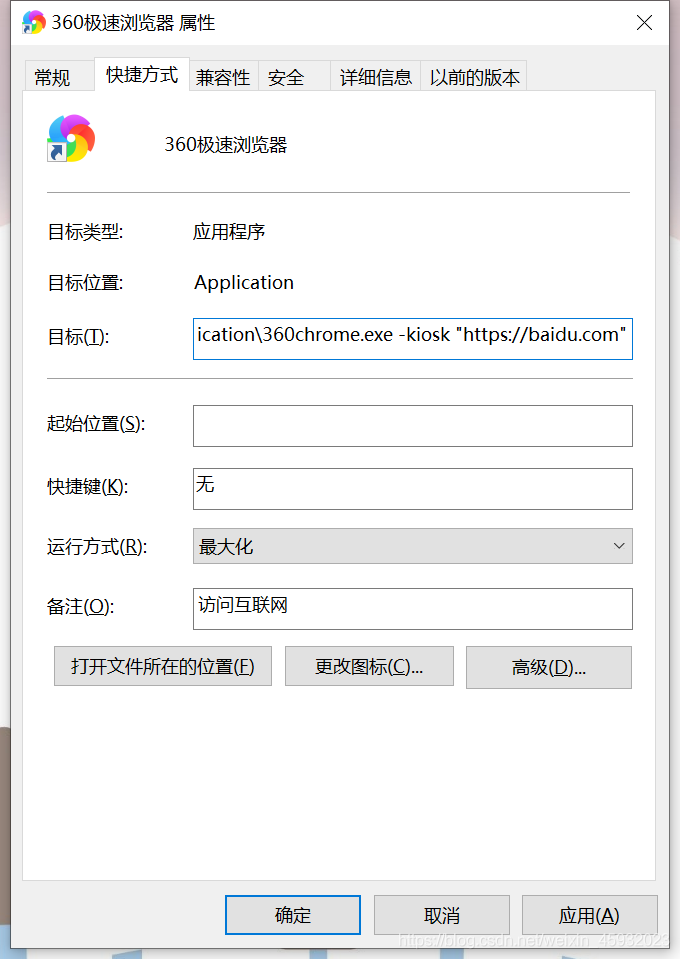 360极速浏览器 属性
常规 快捷方式 兼容性 安全 详细信息 以前的版本
360极速浏览器
目标类型: 应用程序
目标位置: Application
目标(T): ication\360chrome.exe -kiosk "https://baidu.com"
起始位置(S):
快捷键(K): 无
运行方式(R): 最大化
备注(O): 访问互联网
打开文件所在的位置(F) 更改图标(C)... 高级(D)...
确定 取消 应用(A)
https://blog.csdn.net/weixin_46932023